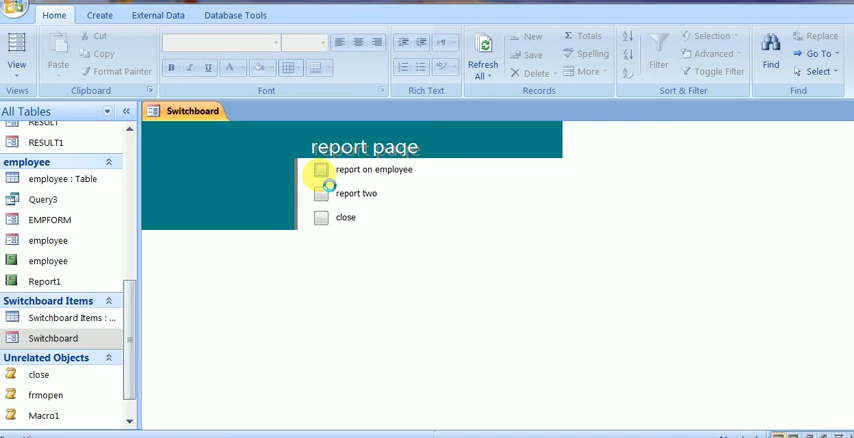 Home Create External Data Database Tools
View
Views
Paste
Cut
Copy
Format Painter
Clipboard
B I U A
Font
Rich Text
Refresh
All
New
Save
Delete
Totals
Spelling
More
Records
Filter
Selection
Advanced
Toggle Filter
Sort & Filter
Find
Replace
Go To
Select
Find
All Tables
Switchboard
RESULT
RESULT1
employee
employee : Table
Query3
EMPFORM
employee
employee
Report1
Switchboard Items
Switchboard Items : ...
Switchboard
Unrelated Objects
close
frmopen
Macro1
report page
report on employee
report two
close